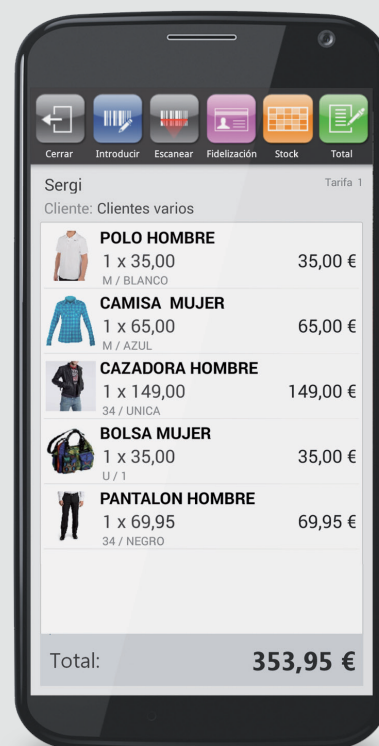 Cerrar Introducir Escanear Fidelización Stock Total
Sergi Tarifa 1
Cliente: Clientes varios
POLO HOMBRE
1 x 35,00 35,00 €
M / BLANCO
CAMISA MUJER
1 x 65,00 65,00 €
M / AZUL
CAZADORA HOMBRE
1 x 149,00 149,00 €
34 / UNICA
BOLSA MUJER
1 x 35,00 35,00 €
U / 1
PANTALON HOMBRE
1 x 69,95 69,95 €
34 / NEGRO
Total: 353,95 €